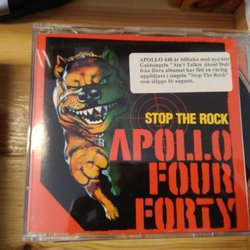 APOLLO 440 är tillbaka med nya hits
Guldsingeln "Ain't Talkin About Dub"
från förra albumet har fått en värdig
uppföljare i singeln "Stop The Rock"
som släpps 16 augusti.
STOP THE ROCK
APOLLO
FOUR
FORTY